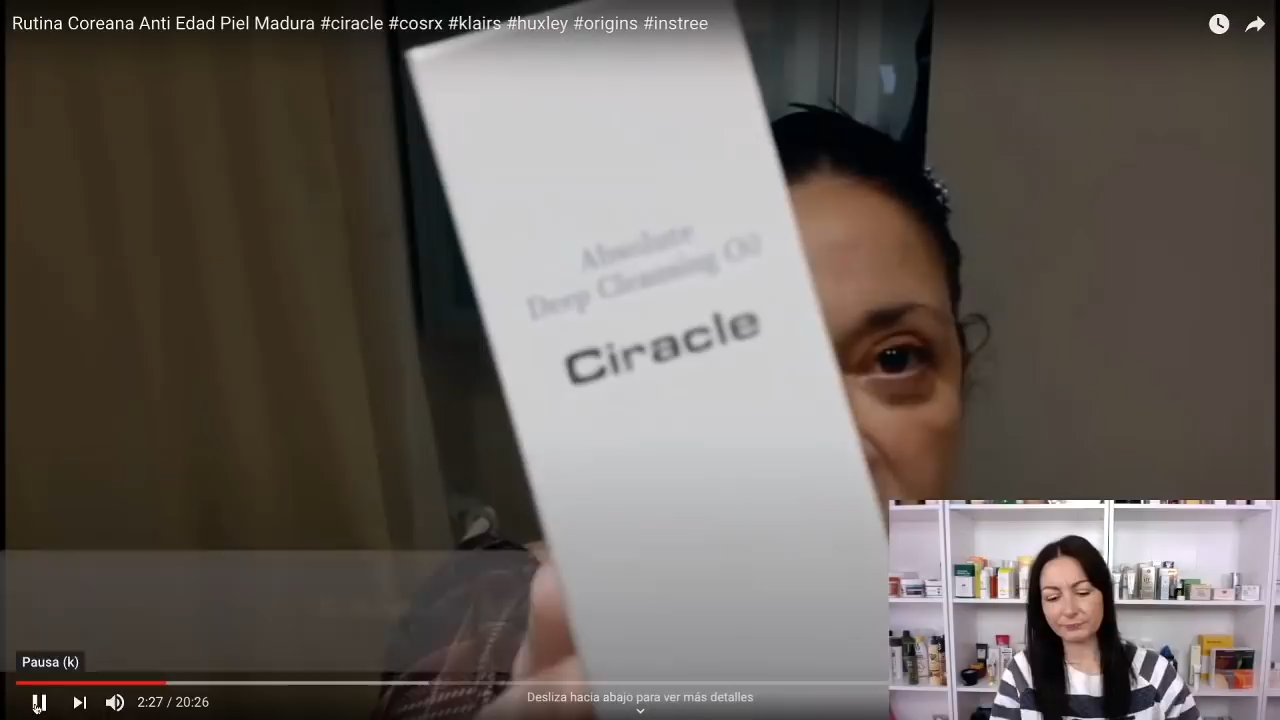 Rutina Coreana Anti Edad Piel Madura #ciracle #cosrx #klairs #huxley #origins #instree
Absolute
Deep Cleansing Oil
Ciracle
Pausa (k)
2:27 / 20:26
Desliza hacia abajo para ver más detalles